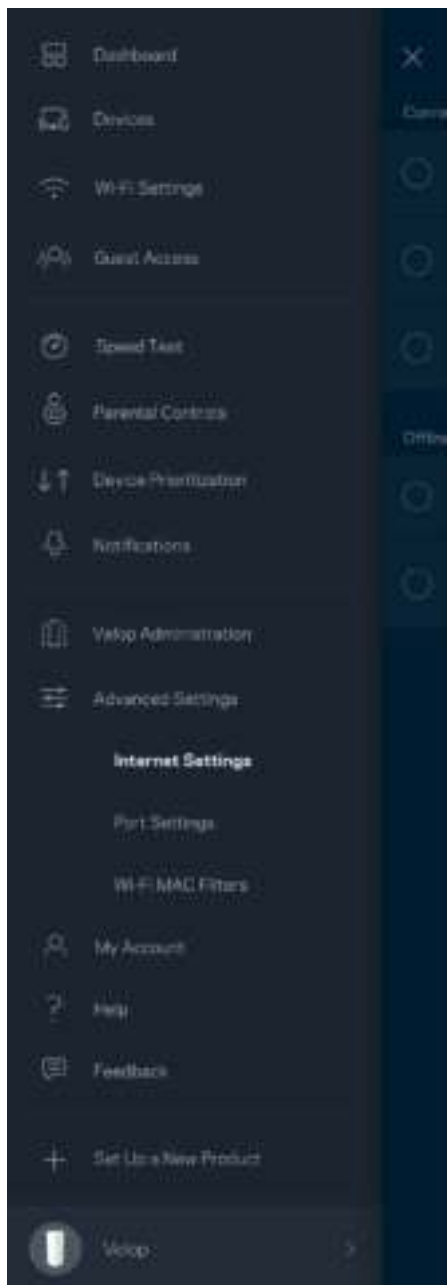 Dashboard
Devices
Wi-Fi Settings
Guest Access
Speed Test
Parental Controls
Device Prioritization
Notifications
Velop Administration
Advanced Settings
Internet Settings
Port Settings
Wi-Fi MAC Filters
My Account
Help
Feedback
Set Up a New Product
Velop
Offline